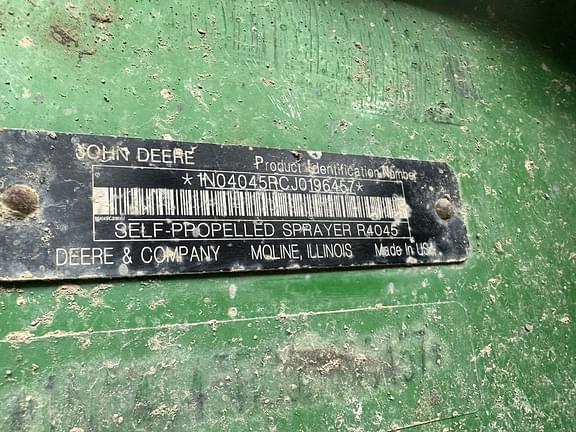 JOHN DEERE Product Identification Number
*1N04045RCJ0196457*
SELF-PROPELLED SPRAYER R4045
DEERE & COMPANY MOLINE, ILLINOIS Made in USA